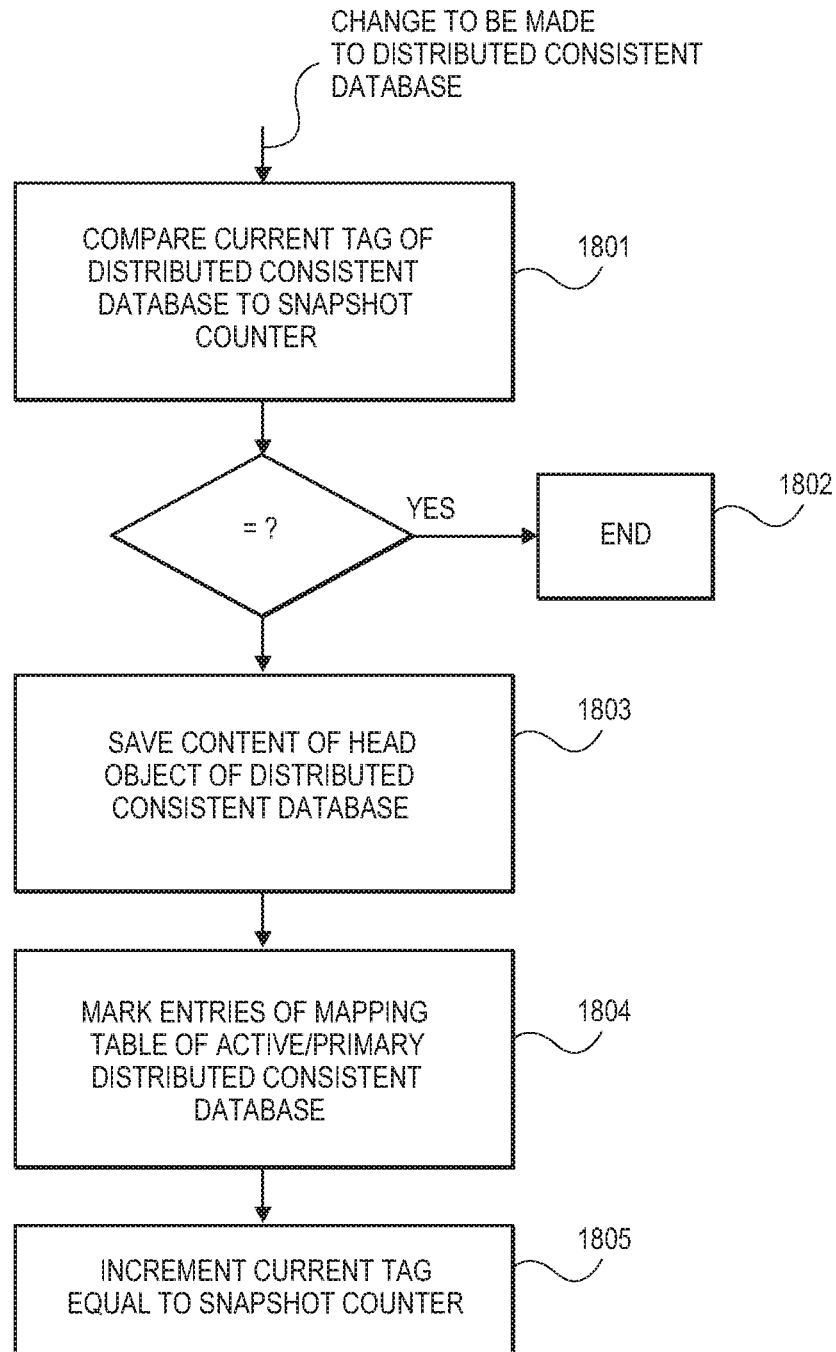 CHANGE TO BE MADE
TO DISTRIBUTED CONSISTENT
DATABASE
COMPARE CURRENT TAG OF
DISTRIBUTED CONSISTENT
DATABASE TO SNAPSHOT
COUNTER
1801
= ?
YES
END
1802
SAVE CONTENT OF HEAD
OBJECT OF DISTRIBUTED
CONSISTENT DATABASE
1803
MARK ENTRIES OF MAPPING
TABLE OF ACTIVE/PRIMARY
DISTRIBUTED CONSISTENT
DATABASE
1804
INCREMENT CURRENT TAG
EQUAL TO SNAPSHOT COUNTER
1805